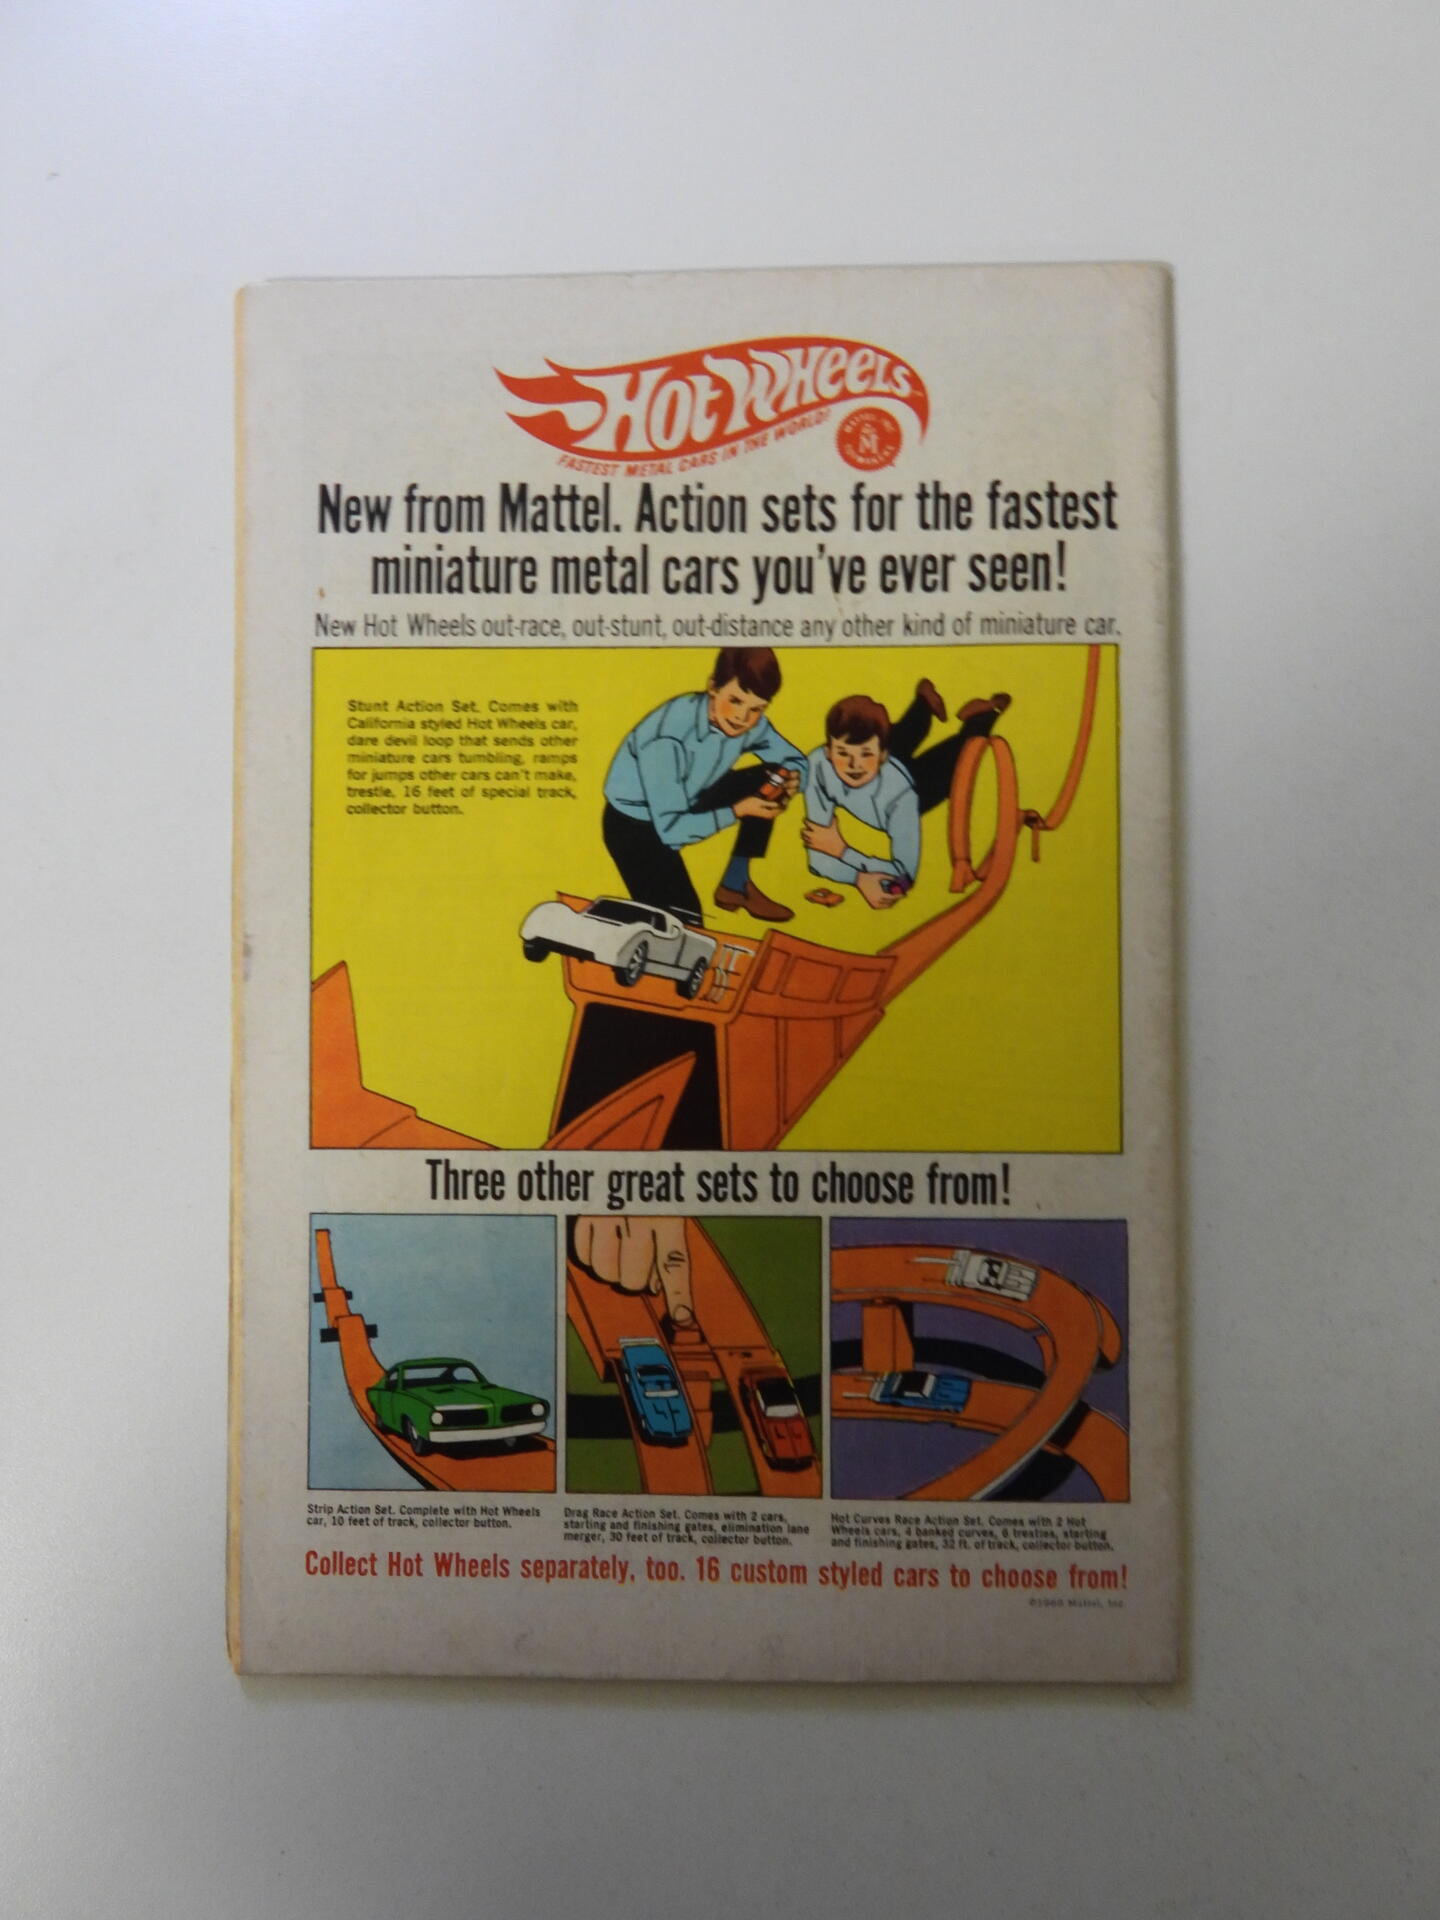 Hot Wheels
FASTEST METAL CARS IN THE WORLD!
MATTEL, INC.
M
New from Mattel. Action sets for the fastest
miniature metal cars you've ever seen!
New Hot Wheels out-race, out-stunt, out-distance any other kind of miniature car.
Stunt Action Set. Comes with
California styled Hot Wheels car,
dare devil loop that sends other
miniature cars tumbling, ramps
for jumps other cars can't make,
trestle, 16 feet of special track,
collector button.
Three other great sets to choose from!
Strip Action Set. Complete with Hot Wheels
car, 10 feet of track, collector button.
Drag Race Action Set. Comes with 2 cars,
starting and finishing gates, elimination lane
merger, 30 feet of track, collector button.
Hot Curves Race Action Set. Comes with 2 Hot
Wheels cars, 4 banked curves, 6 trestles, starting
and finishing gates, 32 ft. of track, collector button.
Collect Hot Wheels separately, too. 16 custom styled cars to choose from!
Mattel, Inc.